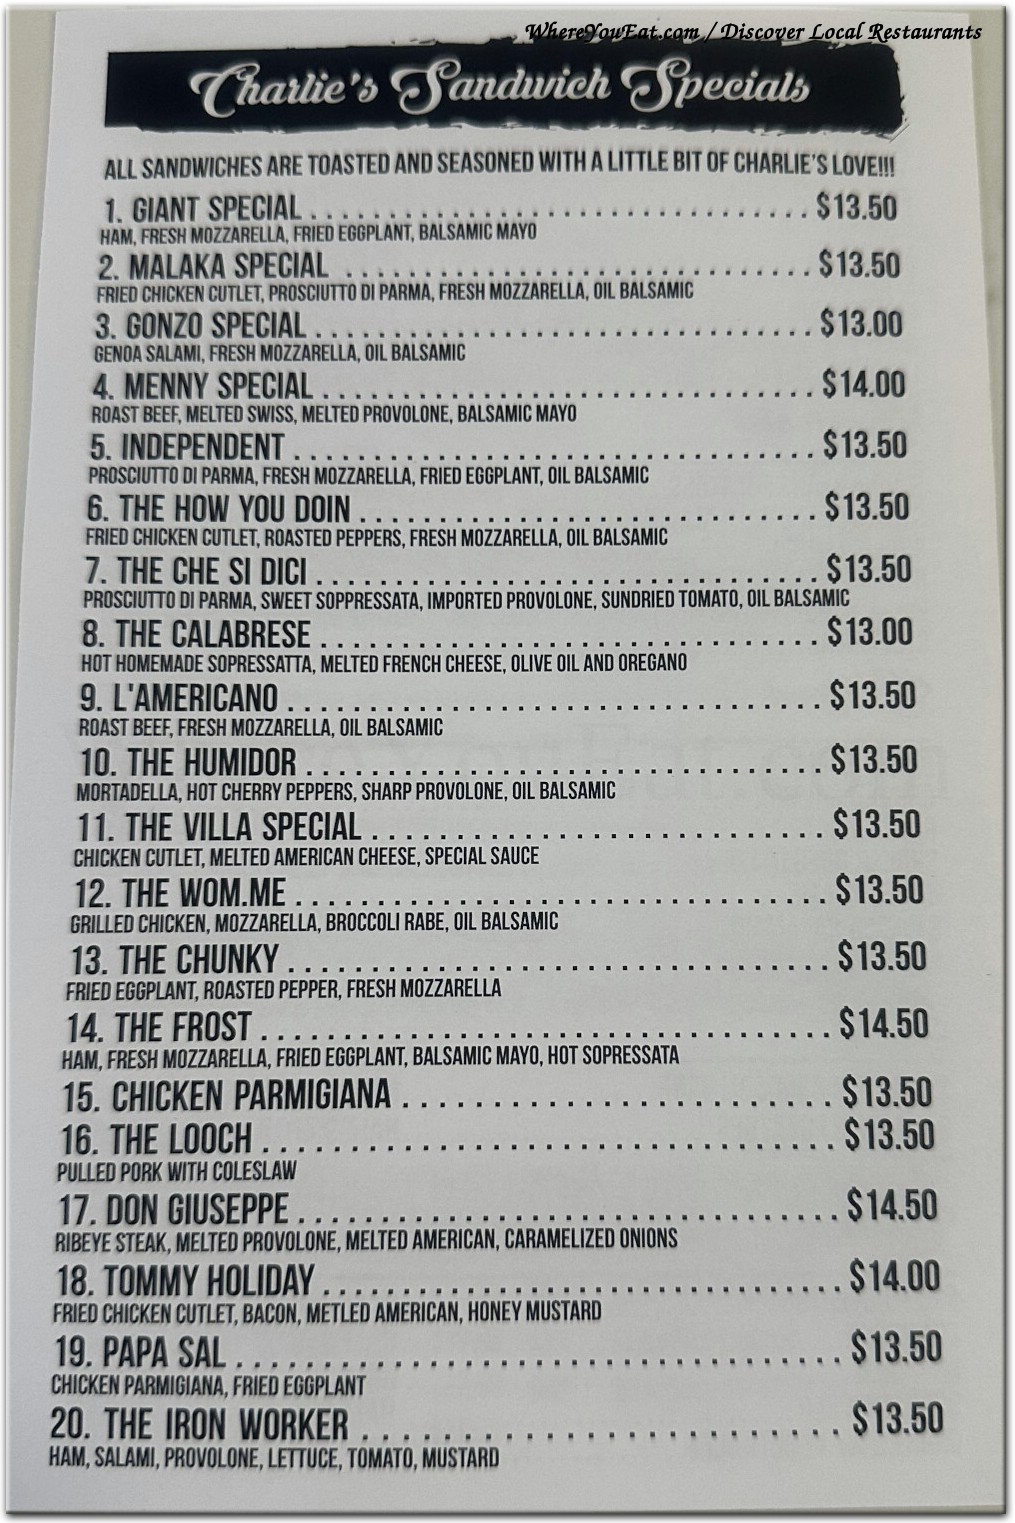 WhereYouEat.com / Discover Local Restaurants
Charlie's Sandwich Specials
ALL SANDWICHES ARE TOASTED AND SEASONED WITH A LITTLE BIT OF CHARLIE'S LOVE!!!
1. GIANT SPECIAL . . . . . . . . . . . . . . . . . . . . . . . . . . . . . . $13.50
HAM, FRESH MOZZARELLA, FRIED EGGPLANT, BALSAMIC MAYO
2. MALAKA SPECIAL . . . . . . . . . . . . . . . . . . . . . . . . . . . . $13.50
FRIED CHICKEN CUTLET, PROSCIUTTO DI PARMA, FRESH MOZZARELLA, OIL BALSAMIC
3. GONZO SPECIAL . . . . . . . . . . . . . . . . . . . . . . . . . . . . . $13.00
GENOA SALAMI, FRESH MOZZARELLA, OIL BALSAMIC
4. MENNY SPECIAL . . . . . . . . . . . . . . . . . . . . . . . . . . . . . $14.00
ROAST BEEF, MELTED SWISS, MELTED PROVOLONE, BALSAMIC MAYO
5. INDEPENDENT . . . . . . . . . . . . . . . . . . . . . . . . . . . . . . $13.50
PROSCIUTTO DI PARMA, FRESH MOZZARELLA, FRIED EGGPLANT, OIL BALSAMIC
6. THE HOW YOU DOIN . . . . . . . . . . . . . . . . . . . . . . . . . . $13.50
FRIED CHICKEN CUTLET, ROASTED PEPPERS, FRESH MOZZARELLA, OIL BALSAMIC
7. THE CHE SI DICI . . . . . . . . . . . . . . . . . . . . . . . . . . . . . $13.50
PROSCIUTTO DI PARMA, SWEET SOPPRESSATA, IMPORTED PROVOLONE, SUNDRIED TOMATO, OIL BALSAMIC
8. THE CALABRESE . . . . . . . . . . . . . . . . . . . . . . . . . . . . . $13.00
HOT HOMEMADE SOPRESSATTA, MELTED FRENCH CHEESE, OLIVE OIL AND OREGANO
9. L'AMERICANO . . . . . . . . . . . . . . . . . . . . . . . . . . . . . . $13.50
ROAST BEEF, FRESH MOZZARELLA, OIL BALSAMIC
10. THE HUMIDOR . . . . . . . . . . . . . . . . . . . . . . . . . . . . . $13.50
MORTADELLA, HOT CHERRY PEPPERS, SHARP PROVOLONE, OIL BALSAMIC
11. THE VILLA SPECIAL . . . . . . . . . . . . . . . . . . . . . . . . . . $13.50
CHICKEN CUTLET, MELTED AMERICAN CHEESE, SPECIAL SAUCE
12. THE WOM.ME . . . . . . . . . . . . . . . . . . . . . . . . . . . . . . $13.50
GRILLED CHICKEN, MOZZARELLA, BROCCOLI RABE, OIL BALSAMIC
13. THE CHUNKY . . . . . . . . . . . . . . . . . . . . . . . . . . . . . . $13.50
FRIED EGGPLANT, ROASTED PEPPER, FRESH MOZZARELLA
14. THE FROST . . . . . . . . . . . . . . . . . . . . . . . . . . . . . . . $14.50
HAM, FRESH MOZZARELLA, FRIED EGGPLANT, BALSAMIC MAYO, HOT SOPRESSATA
15. CHICKEN PARMIGIANA . . . . . . . . . . . . . . . . . . . . . . . . $13.50
16. THE LOOCH . . . . . . . . . . . . . . . . . . . . . . . . . . . . . . . $13.50
PULLED PORK WITH COLESLAW
17. DON GIUSEPPE . . . . . . . . . . . . . . . . . . . . . . . . . . . . . $14.50
RIBEYE STEAK, MELTED PROVOLONE, MELTED AMERICAN, CARAMELIZED ONIONS
18. TOMMY HOLIDAY . . . . . . . . . . . . . . . . . . . . . . . . . . . . $14.00
FRIED CHICKEN CUTLET, BACON, METLED AMERICAN, HONEY MUSTARD
19. PAPA SAL . . . . . . . . . . . . . . . . . . . . . . . . . . . . . . . . $13.50
CHICKEN PARMIGIANA, FRIED EGGPLANT
20. THE IRON WORKER . . . . . . . . . . . . . . . . . . . . . . . . . . $13.50
HAM, SALAMI, PROVOLONE, LETTUCE, TOMATO, MUSTARD